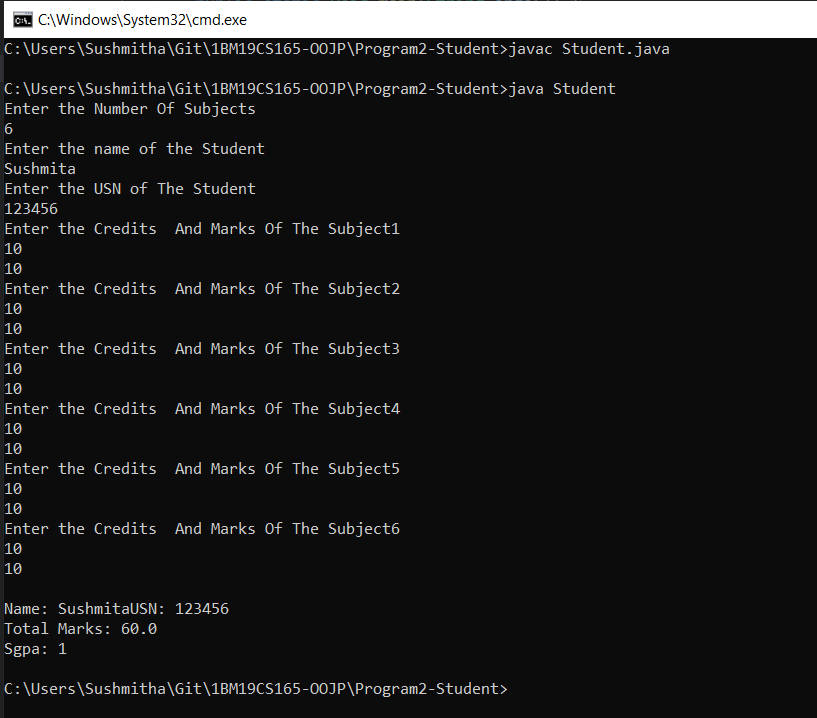 C:\Windows\System32\cmd.exe
C:\Users\Sushmitha\Git\1BM19CS165-OOJP\Program2-Student>javac Student.java
C:\Users\Sushmitha\Git\1BM19CS165-OOJP\Program2-Student>java Student
Enter the Number Of Subjects
6
Enter the name of the Student
Sushmita
Enter the USN of The Student
123456
Enter the Credits  And Marks Of The Subject1
10
10
Enter the Credits  And Marks Of The Subject2
10
10
Enter the Credits  And Marks Of The Subject3
10
10
Enter the Credits  And Marks Of The Subject4
10
10
Enter the Credits  And Marks Of The Subject5
10
10
Enter the Credits  And Marks Of The Subject6
10
10
Name: SushmitaUSN: 123456
Total Marks: 60.0
Sgpa: 1
C:\Users\Sushmitha\Git\1BM19CS165-OOJP\Program2-Student>